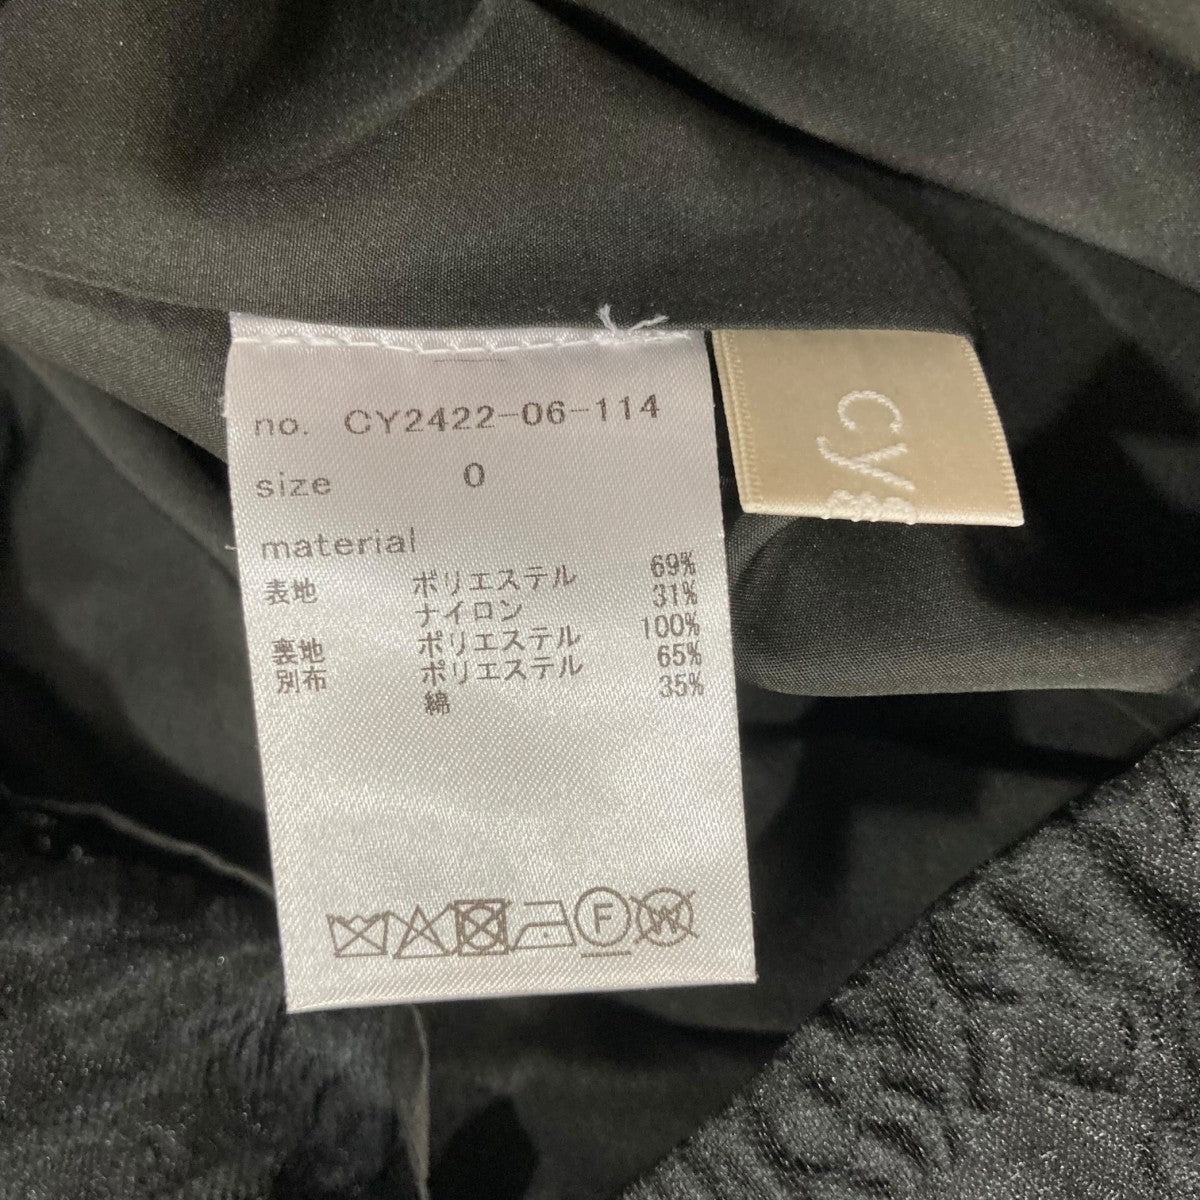 no. CY2422-06-114
size 0
material
表地 ポリエステル 69%
ナイロン 31%
裏地 ポリエステル 100%
別布 ポリエステル 65%
綿 35%
F
W